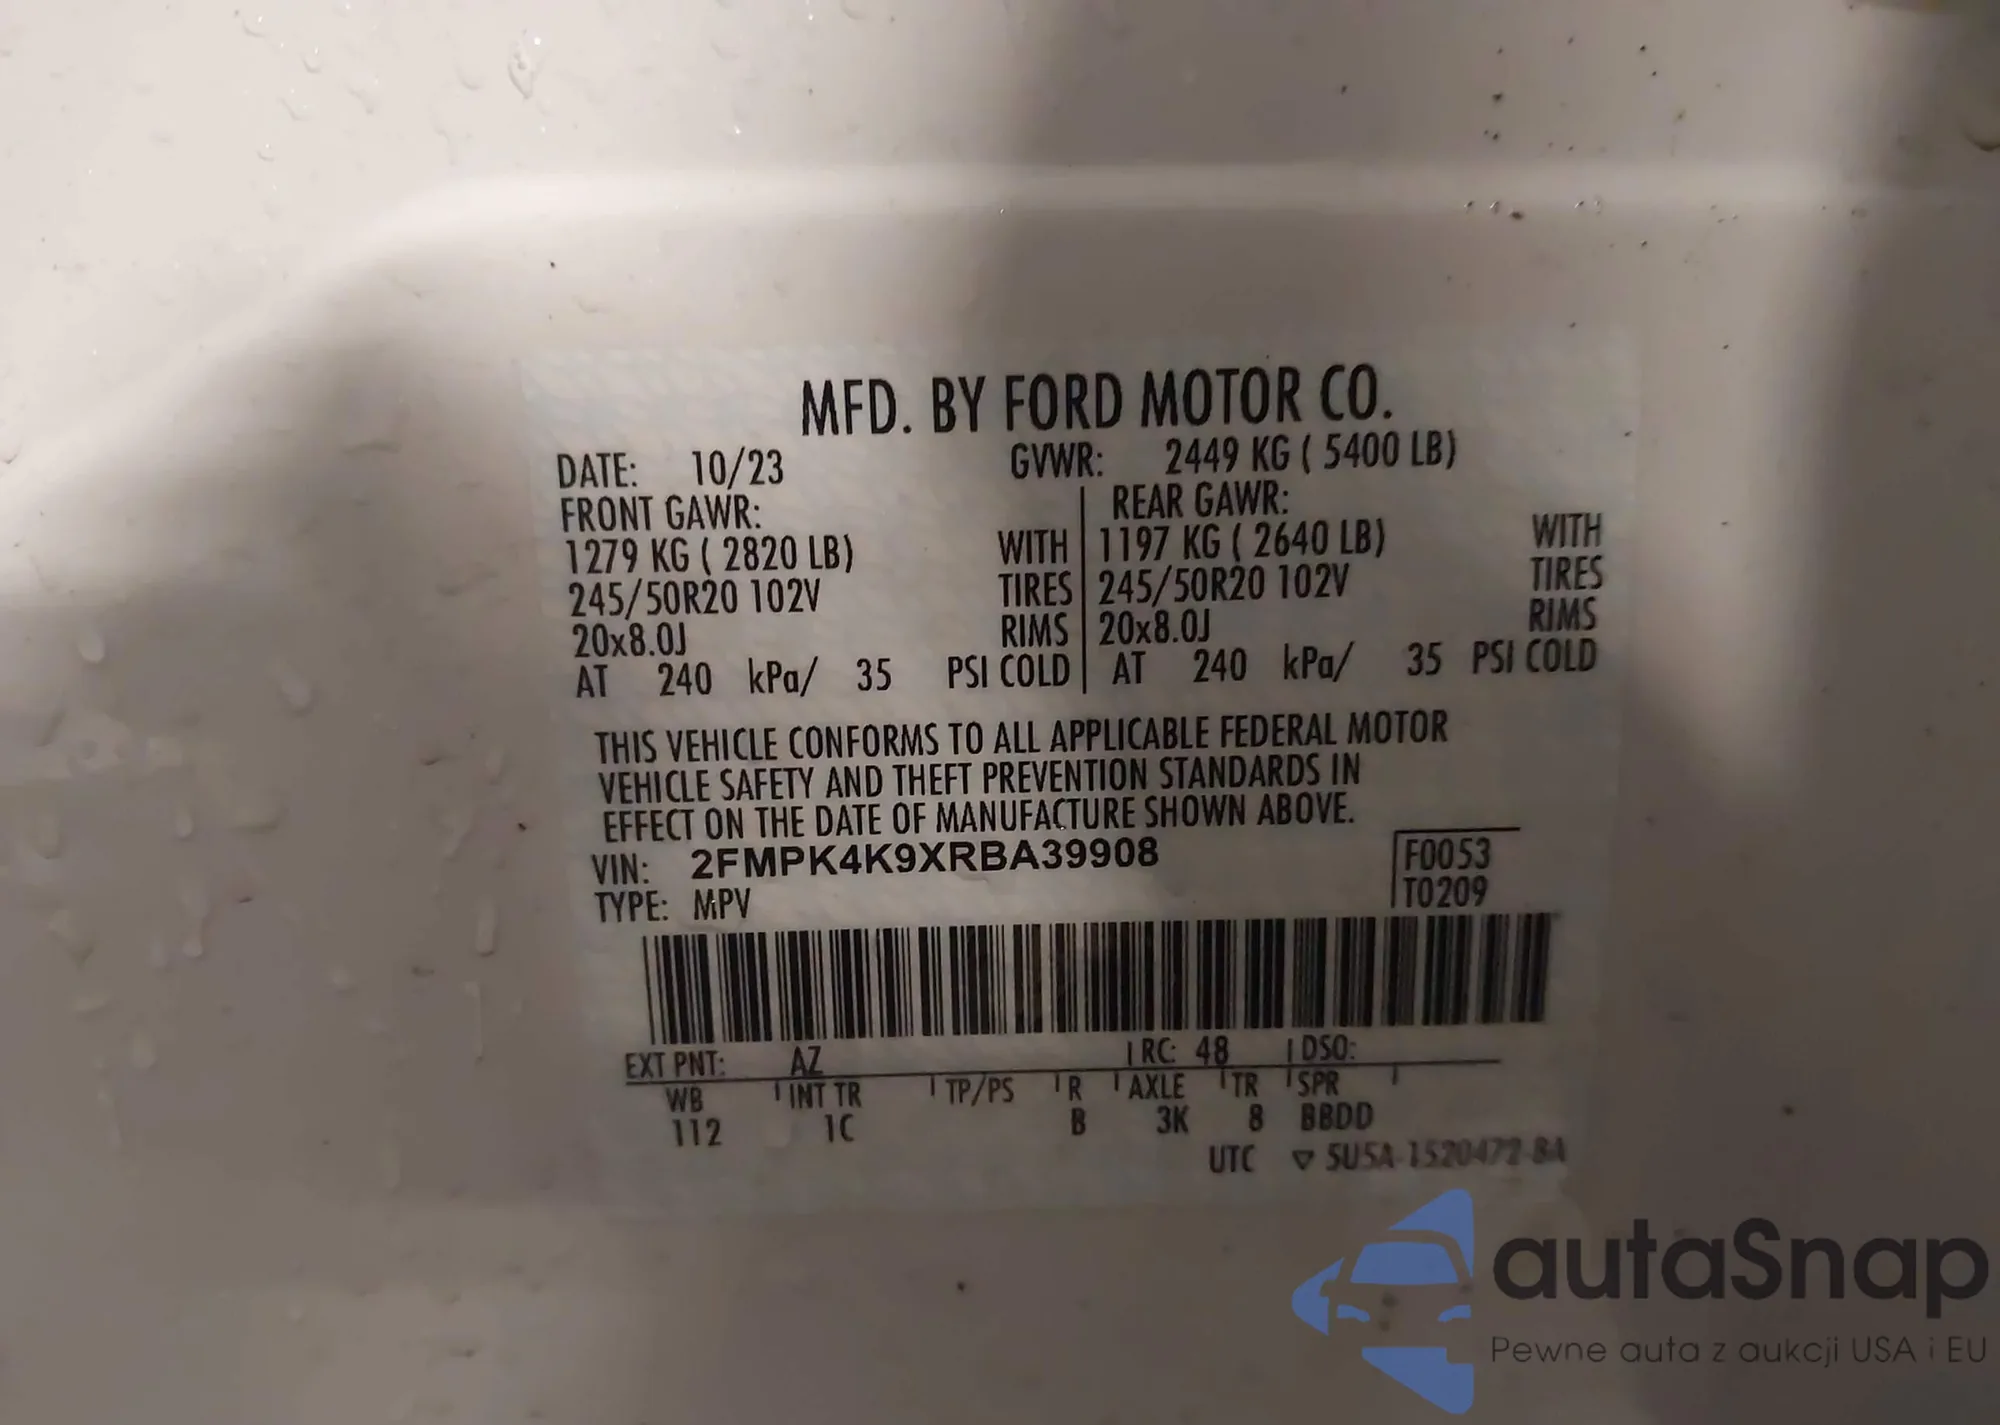 MFD. BY FORD MOTOR CO.
DATE: 10/23 GVWR: 2449 KG ( 5400 LB)
FRONT GAWR: REAR GAWR:
1279 KG ( 2820 LB) WITH 1197 KG ( 2640 LB) WITH
245/50R20 102V TIRES 245/50R20 102V TIRES
20x8.0J RIMS 20x8.0J RIMS
AT 240 kPa/ 35 PSI COLD AT 240 kPa/ 35 PSI COLD
THIS VEHICLE CONFORMS TO ALL APPLICABLE FEDERAL MOTOR
VEHICLE SAFETY AND THEFT PREVENTION STANDARDS IN
EFFECT ON THE DATE OF MANUFACTURE SHOWN ABOVE.
VIN: 2FMPK4K9XRBA39908 F0053
TYPE: MPV T0209
EXT PNT: AZ RC: 48 DSO:
WB INT TR TP/PS R AXLE TR SPR
112 1C B 3K 8 BBDD
UTC ▽ 5U5A-1520472-BA
autaSnap
Pewne auta z aukcji USA i EU